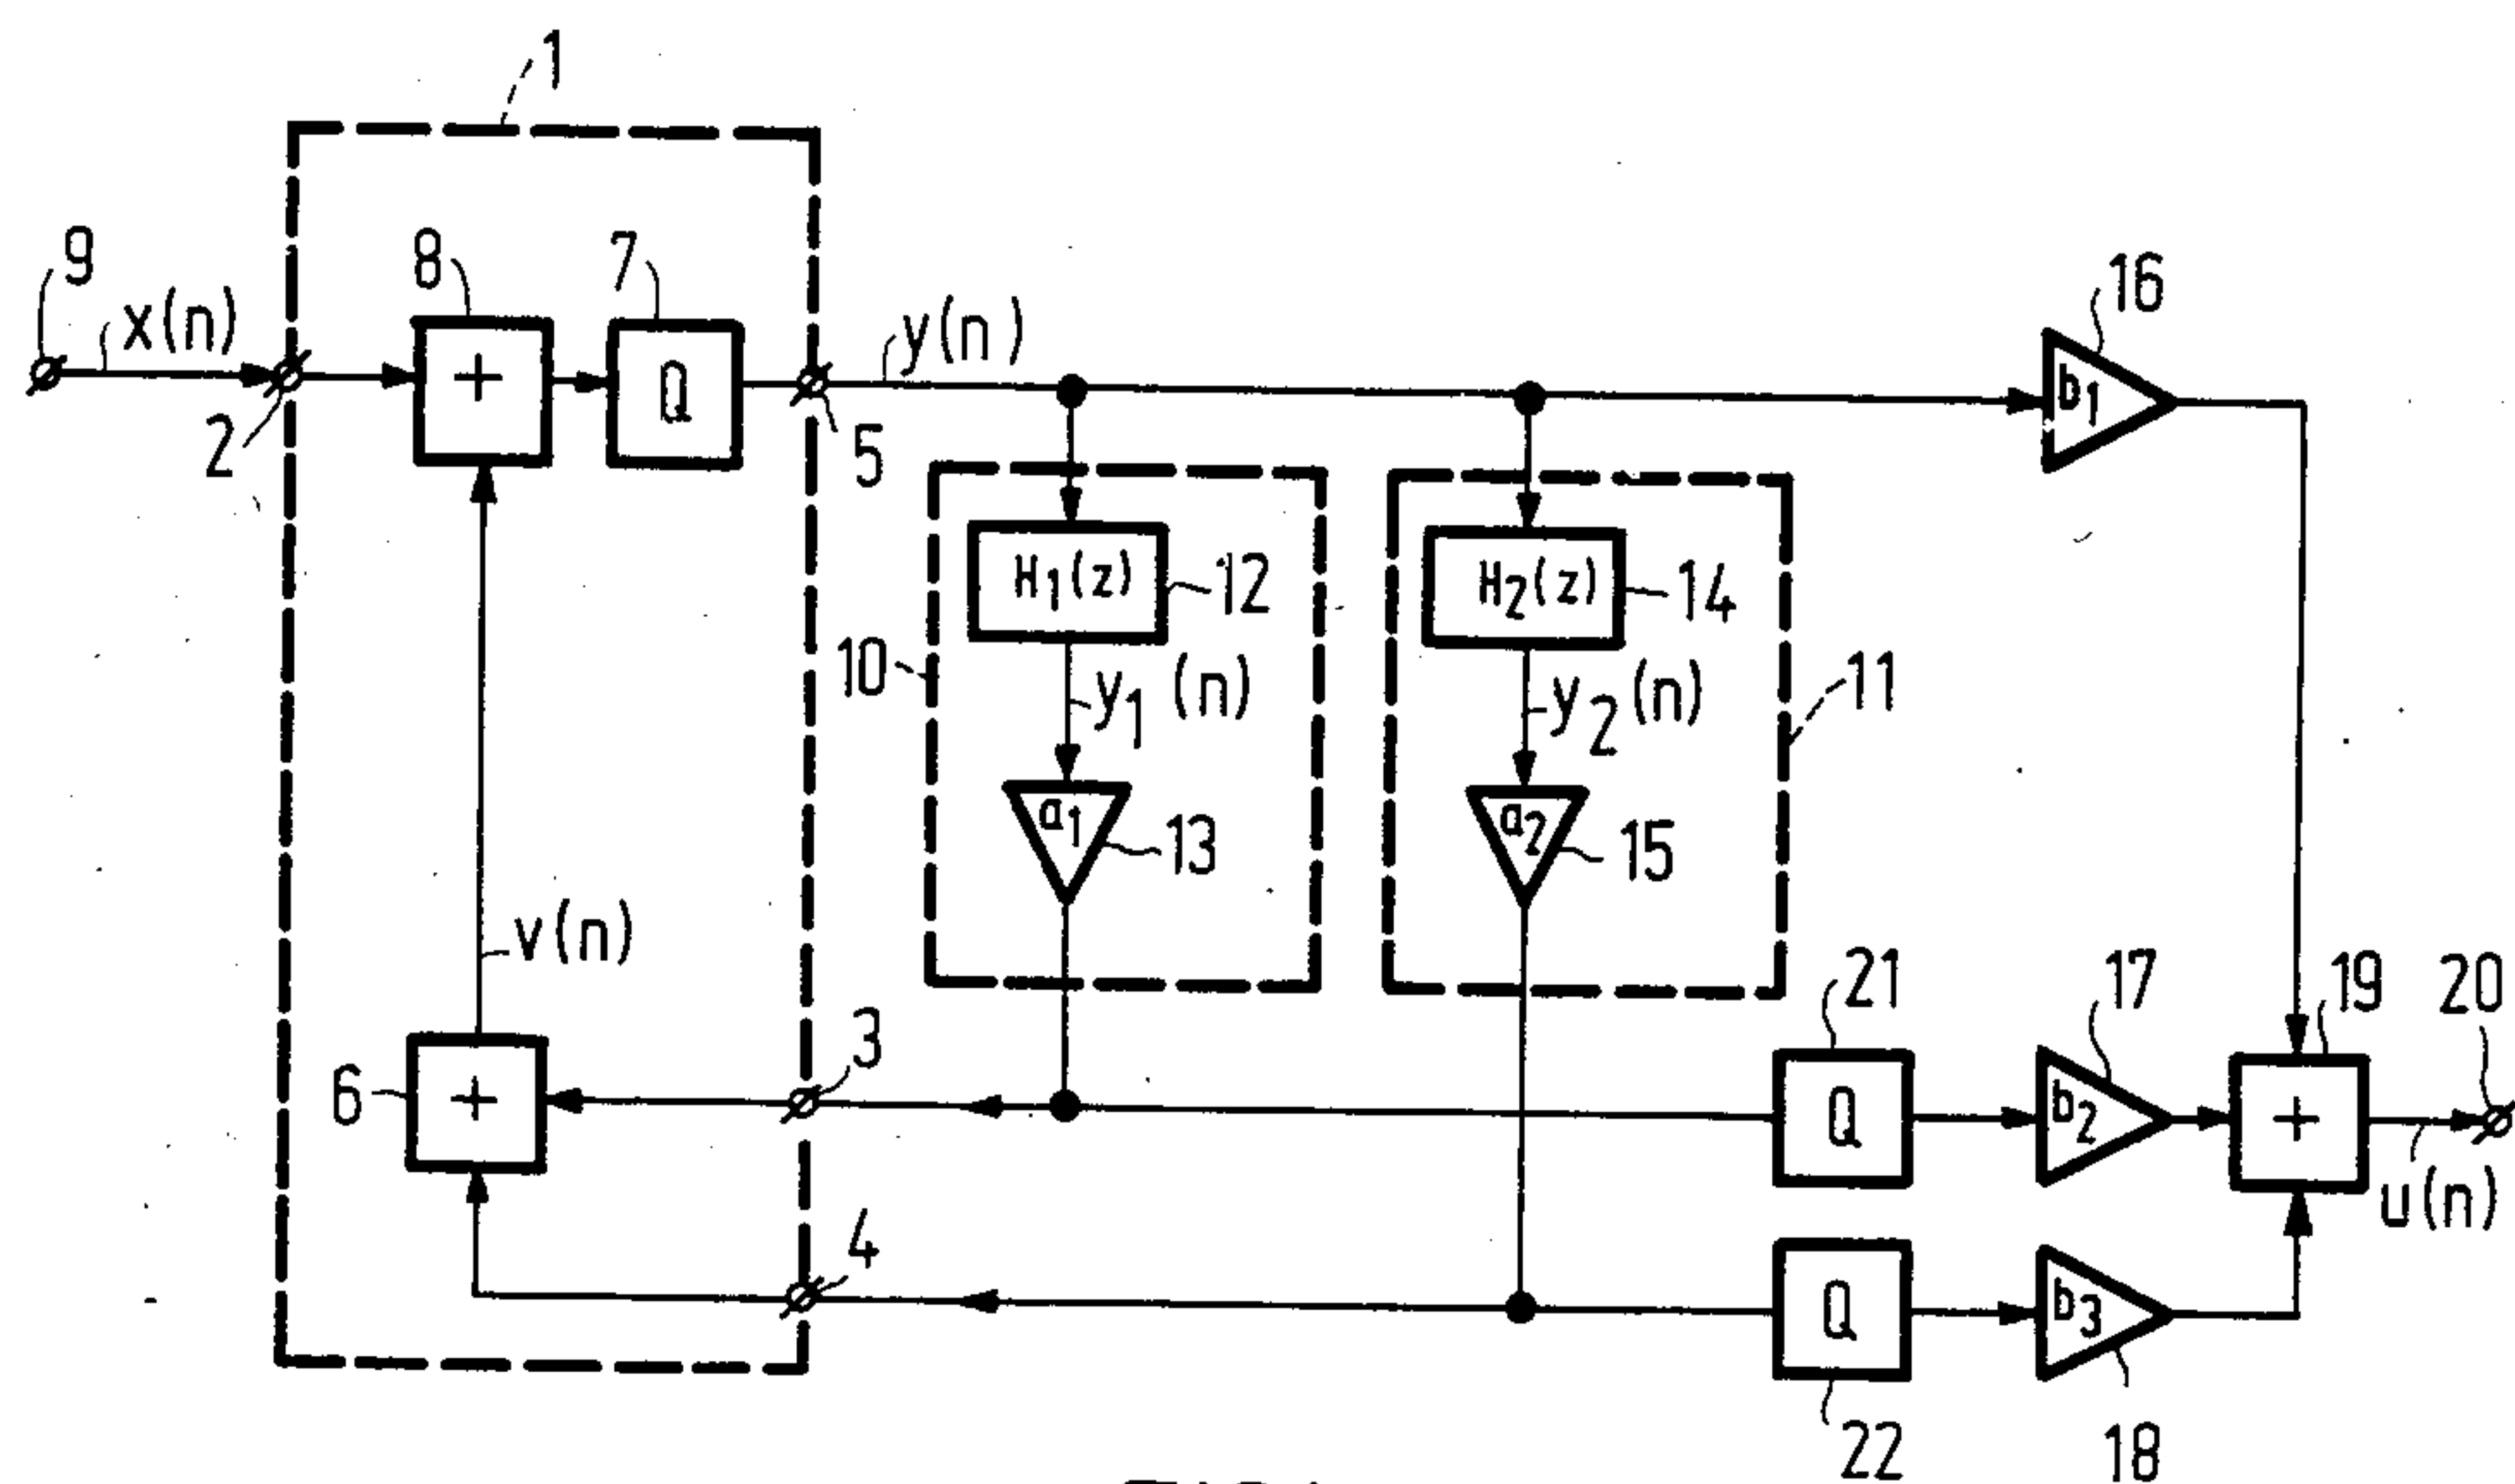 1
9
x(n)
8
7
y(n)
16
+
Q
b1
2
5
H1(z)
12
H2(z)
14
10
y1(n)
y2(n)
11
a1
13
a2
15
v(n)
21
17
19
20
3
6
+
Q
b2
+
u(n)
4
Q
b3
22
18